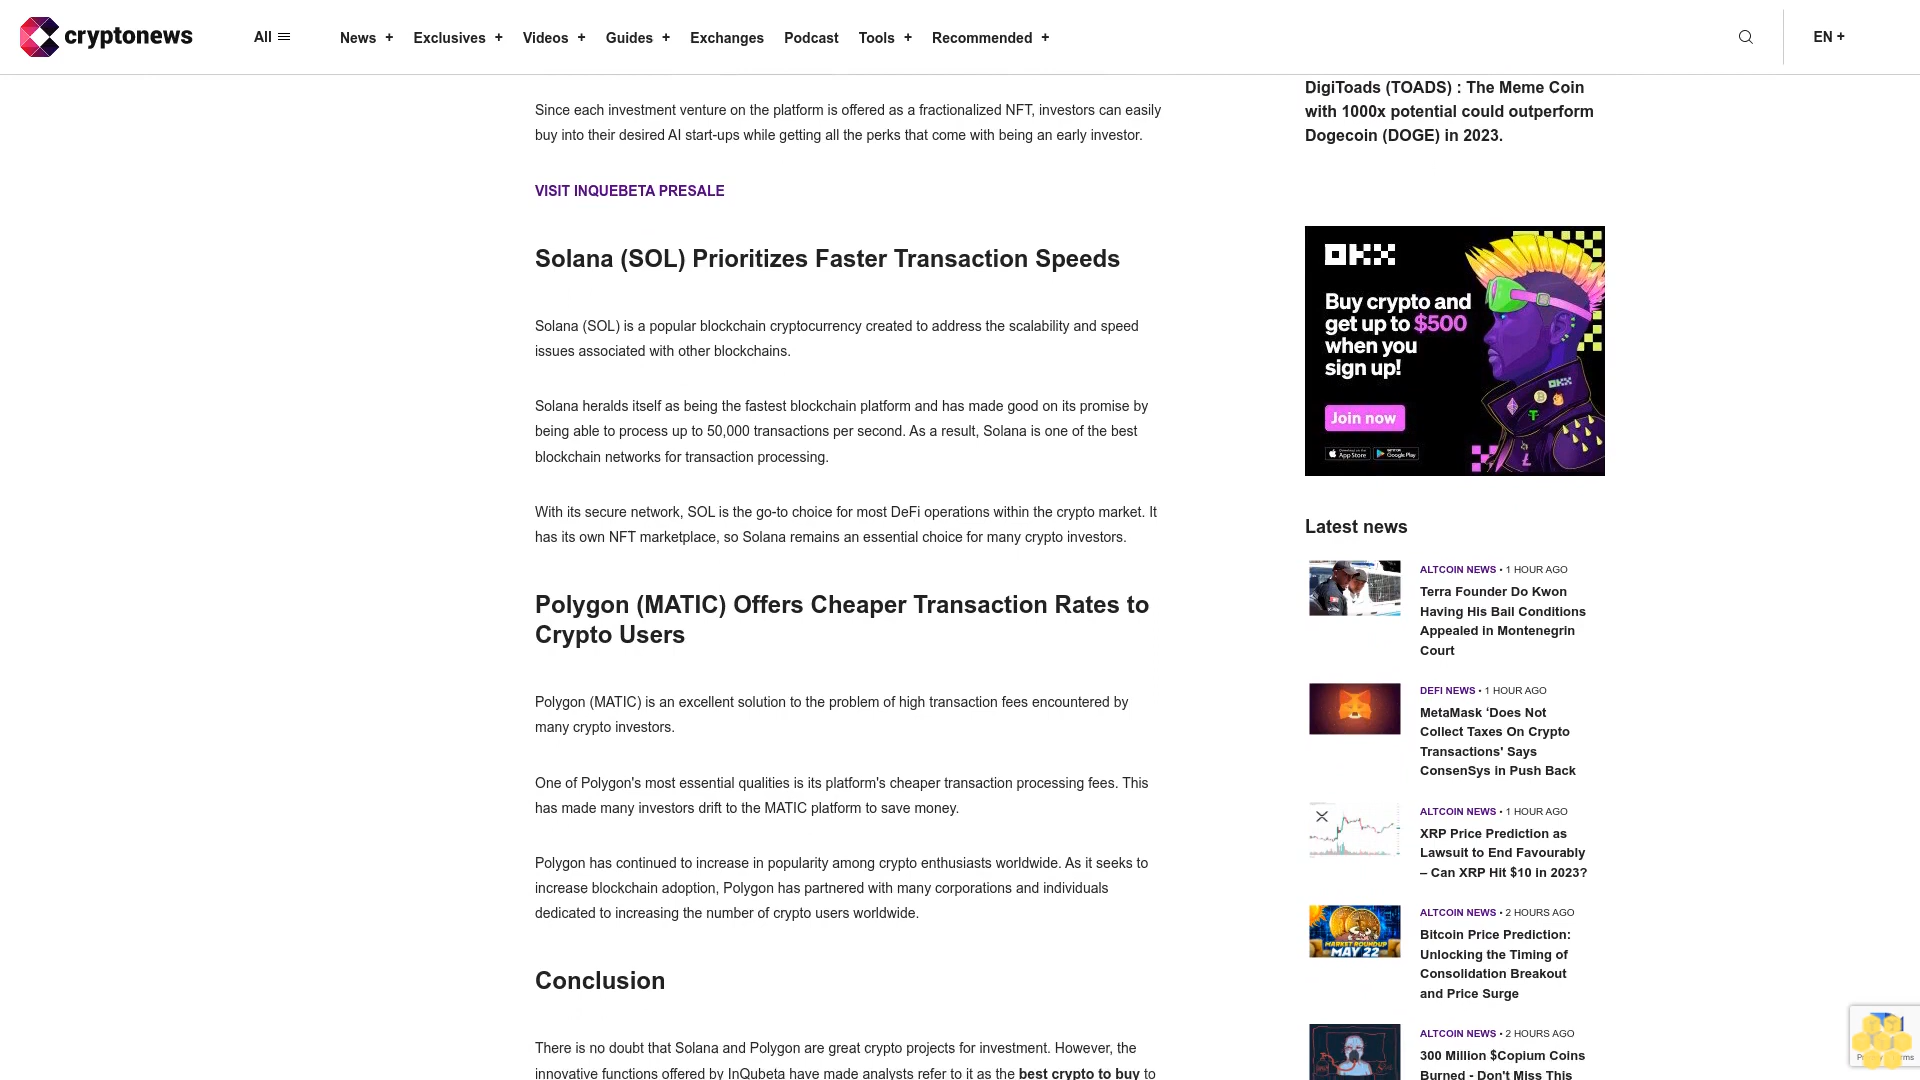 cryptonews
All
News +
Exclusives +
Videos +
Guides +
Exchanges
Podcast
Tools +
Recommended +
EN +
Since each investment venture on the platform is offered as a fractionalized NFT, investors can easily
buy into their desired AI start-ups while getting all the perks that come with being an early investor.
VISIT INQUEBETA PRESALE
Solana (SOL) Prioritizes Faster Transaction Speeds
Solana (SOL) is a popular blockchain cryptocurrency created to address the scalability and speed
issues associated with other blockchains.
Solana heralds itself as being the fastest blockchain platform and has made good on its promise by
being able to process up to 50,000 transactions per second. As a result, Solana is one of the best
blockchain networks for transaction processing.
With its secure network, SOL is the go-to choice for most DeFi operations within the crypto market. It
has its own NFT marketplace, so Solana remains an essential choice for many crypto investors.
Polygon (MATIC) Offers Cheaper Transaction Rates to
Crypto Users
Polygon (MATIC) is an excellent solution to the problem of high transaction fees encountered by
many crypto investors.
One of Polygon's most essential qualities is its platform's cheaper transaction processing fees. This
has made many investors drift to the MATIC platform to save money.
Polygon has continued to increase in popularity among crypto enthusiasts worldwide. As it seeks to
increase blockchain adoption, Polygon has partnered with many corporations and individuals
dedicated to increasing the number of crypto users worldwide.
Conclusion
There is no doubt that Solana and Polygon are great crypto projects for investment. However, the
innovative functions offered by InQubeta have made analysts refer to it as the best crypto to buy to
DigiToads (TOADS) : The Meme Coin
with 1000x potential could outperform
Dogecoin (DOGE) in 2023.
OKX
Buy crypto and
get up to $500
when you
sign up!
Join now
App Store
Google Play
OKX
Latest news
ALTCOIN NEWS • 1 HOUR AGO
Terra Founder Do Kwon
Having His Bail Conditions
Appealed in Montenegrin
Court
DEFI NEWS • 1 HOUR AGO
MetaMask ‘Does Not
Collect Taxes On Crypto
Transactions' Says
ConsenSys in Push Back
ALTCOIN NEWS • 1 HOUR AGO
XRP Price Prediction as
Lawsuit to End Favourably
– Can XRP Hit $10 in 2023?
MARKET ROUNDUP
MAY 22
ALTCOIN NEWS • 2 HOURS AGO
Bitcoin Price Prediction:
Unlocking the Timing of
Consolidation Breakout
and Price Surge
ALTCOIN NEWS • 2 HOURS AGO
300 Million $Copium Coins
Burned - Don't Miss This